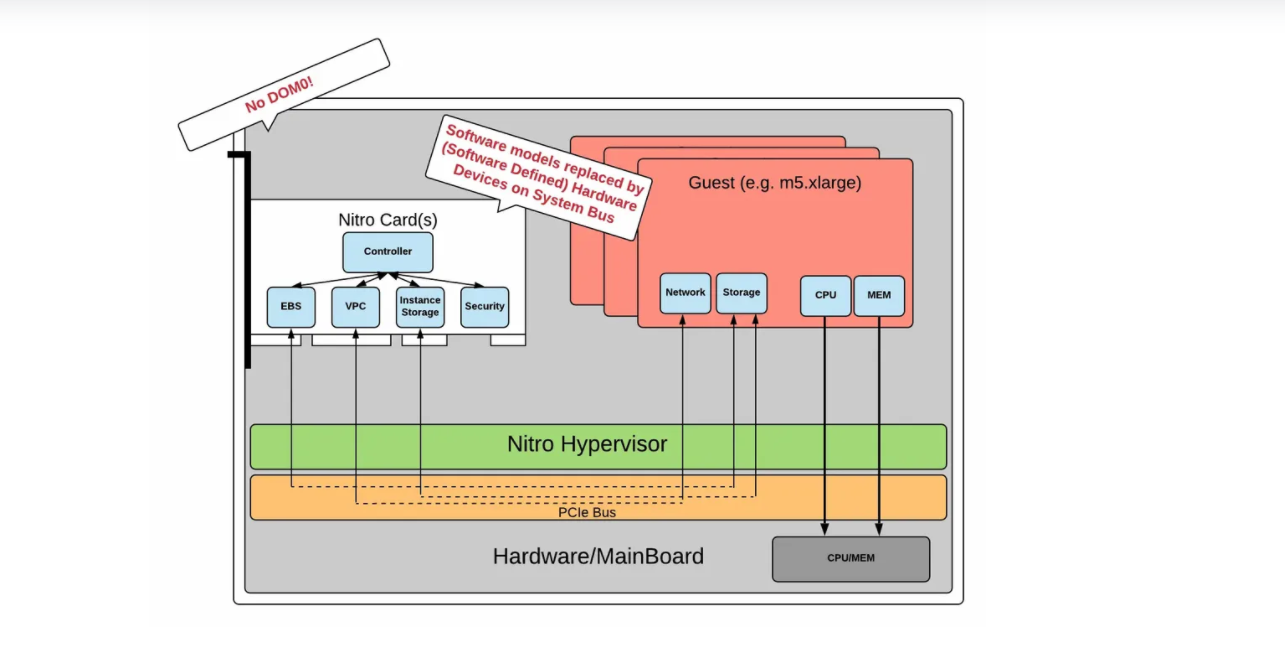 No DOM0!
Software models replaced by
(Software Defined) Hardware
Devices on System Bus
Guest (e.g. m5.xlarge)
Nitro Card(s)
Controller
EBS
VPC
Instance
Storage
Security
Network
Storage
CPU
MEM
Nitro Hypervisor
PCIe Bus
Hardware/MainBoard
CPU/MEM